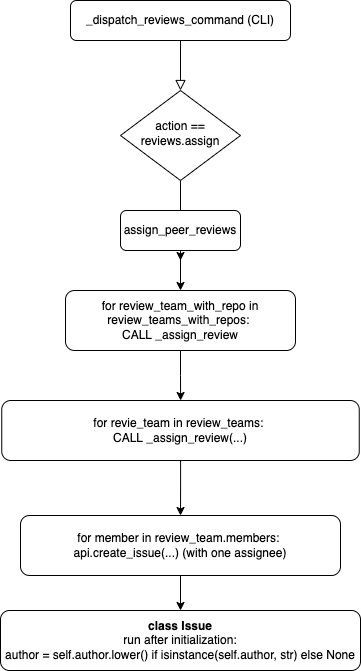 _dispatch_reviews_command (CLI)
action ==
reviews.assign
assign_peer_reviews
for review_team_with_repo in
review_teams_with_repos:
CALL _assign_review
for revie_team in review_teams:
CALL _assign_review(...)
for member in review_team.members:
api.create_issue(...) (with one assignee)
class Issue
run after initialization:
author = self.author.lower() if isinstance(self.author, str) else None